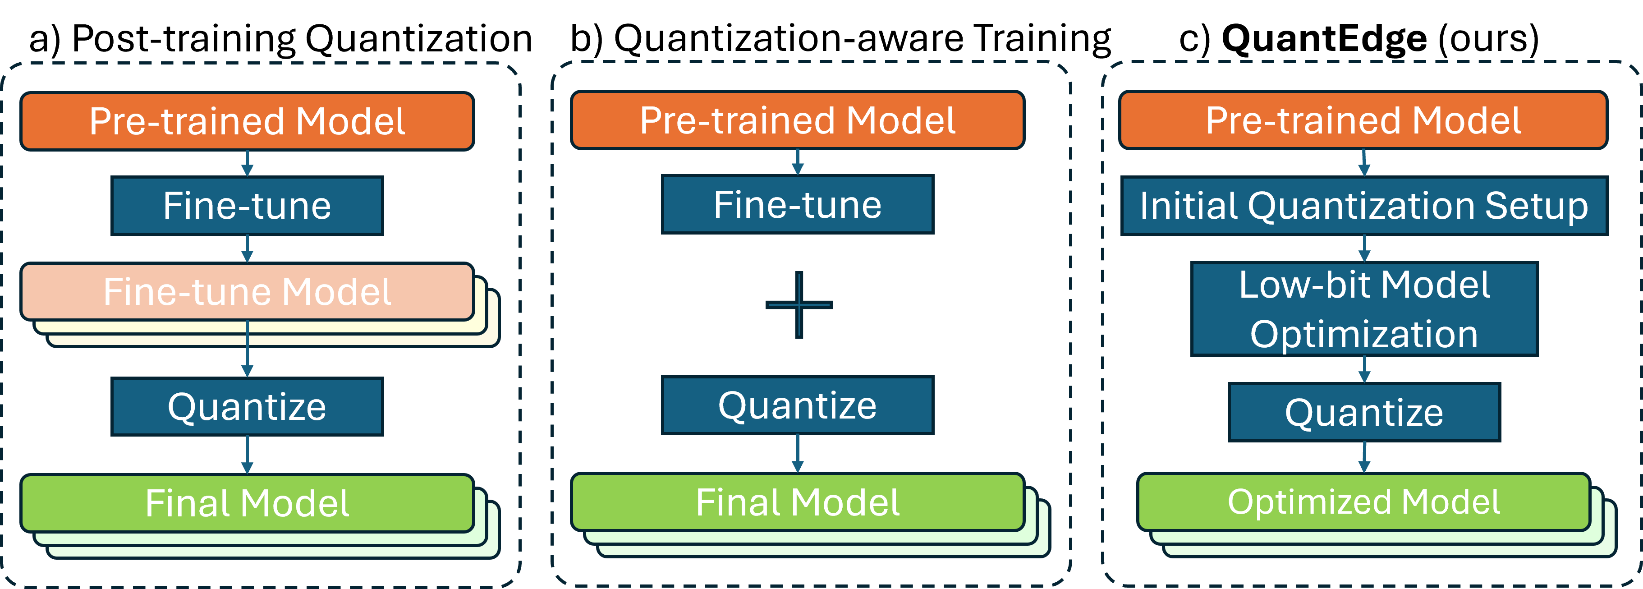 a) Post-training Quantization
Pre-trained Model
Fine-tune
Fine-tune Model
Quantize
Final Model
b) Quantization-aware Training
Pre-trained Model
Fine-tune
+
Quantize
Final Model
c) QuantEdge (ours)
Pre-trained Model
Initial Quantization Setup
Low-bit Model
Optimization
Quantize
Optimized Model